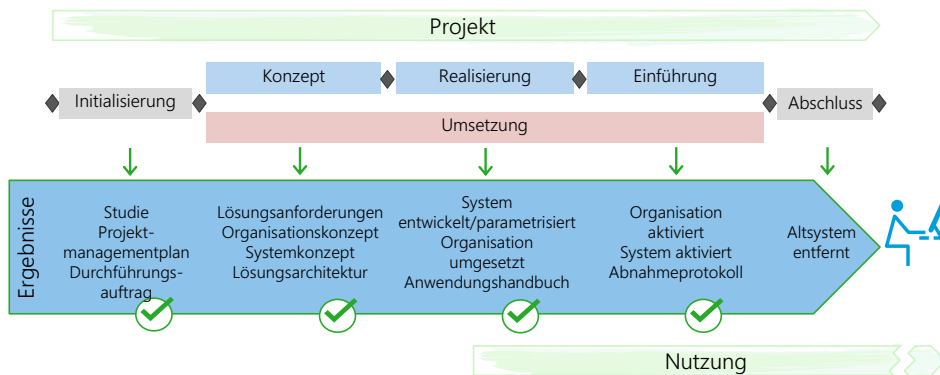 Projekt
Konzept
Realisierung
Einführung
Initialisierung
Abschluss
Umsetzung
Ergebnisse
Studie
Projekt-
managementplan
Durchführungs-
auftrag
Lösungsanforderungen
Organisationskonzept
Systemkonzept
Lösungsarchitektur
System
entwickelt/parametrisiert
Organisation
umgesetzt
Anwendungshandbuch
Organisation
aktiviert
System aktiviert
Abnahmeprotokoll
Altsystem
entfernt
Nutzung